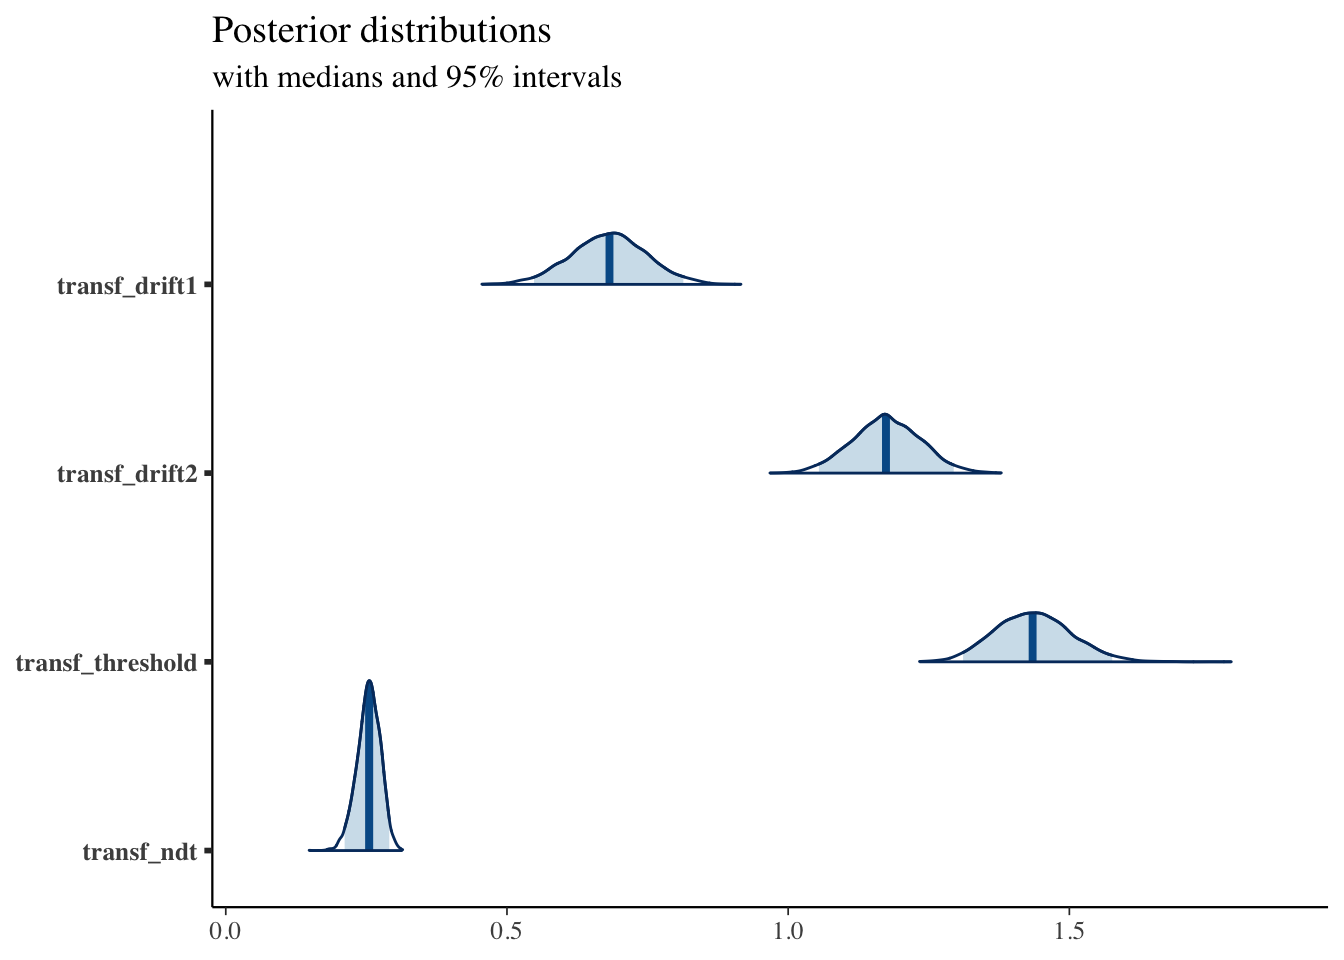 Posterior distributions
with medians and 95% intervals
transf_drift1
transf_drift2
transf_threshold
transf_ndt
0.0 0.5 1.0 1.5